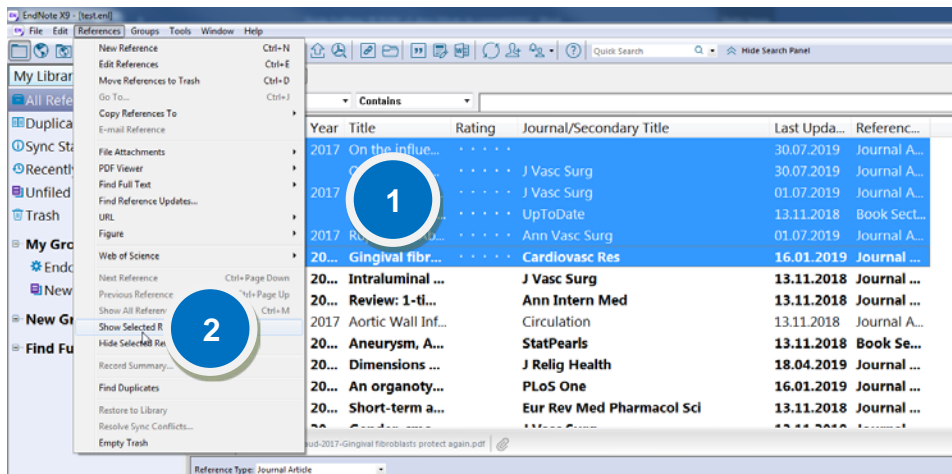 EndNote X9 - [test.enl]
File Edit References Groups Tools Window Help
Quick Search
Hide Search Panel
New Reference Ctrl+N
Edit References Ctrl+E
Move References to Trash Ctrl+D
Go To... Ctrl+J
Copy References To
E-mail Reference
File Attachments
PDF Viewer
Find Full Text
Find Reference Updates...
URL
Figure
Web of Science
Next Reference Ctrl+Page Down
Previous Reference Ctrl+Page Up
Show All Referen Ctrl+M
Show Selected R
Hide Selected Re
Record Summary...
Find Duplicates
Restore to Library
Resolve Sync Conflicts...
Empty Trash
My Librar
All Refe
Duplica
Sync Sta
Recently
Unfiled
Trash
My Gro
Endo
New
New Gr
Find Fu
Contains
Year Title Rating Journal/Secondary Title Last Upda... Referenc...
2017 On the influe... 30.07.2019 Journal A...
J Vasc Surg 30.07.2019 Journal A...
2017 J Vasc Surg 01.07.2019 Journal A...
UpToDate 13.11.2018 Book Sect...
2017 Ann Vasc Surg 01.07.2019 Journal A...
20... Gingival fibr... Cardiovasc Res 16.01.2019 Journal ...
20... Intraluminal ... J Vasc Surg 13.11.2018 Journal ...
20... Review: 1-ti... Ann Intern Med 13.11.2018 Journal ...
2017 Aortic Wall Inf... Circulation 13.11.2018 Journal A...
20... Aneurysm, A... StatPearls 13.11.2018 Book Se...
20... Dimensions ... J Relig Health 18.04.2019 Journal ...
20... An organoty... PLoS One 16.01.2019 Journal ...
20... Short-term a... Eur Rev Med Pharmacol Sci 13.11.2018 Journal ...
1
2
aud-2017-Gingival fibroblasts protect again.pdf
Reference Type: Journal Article